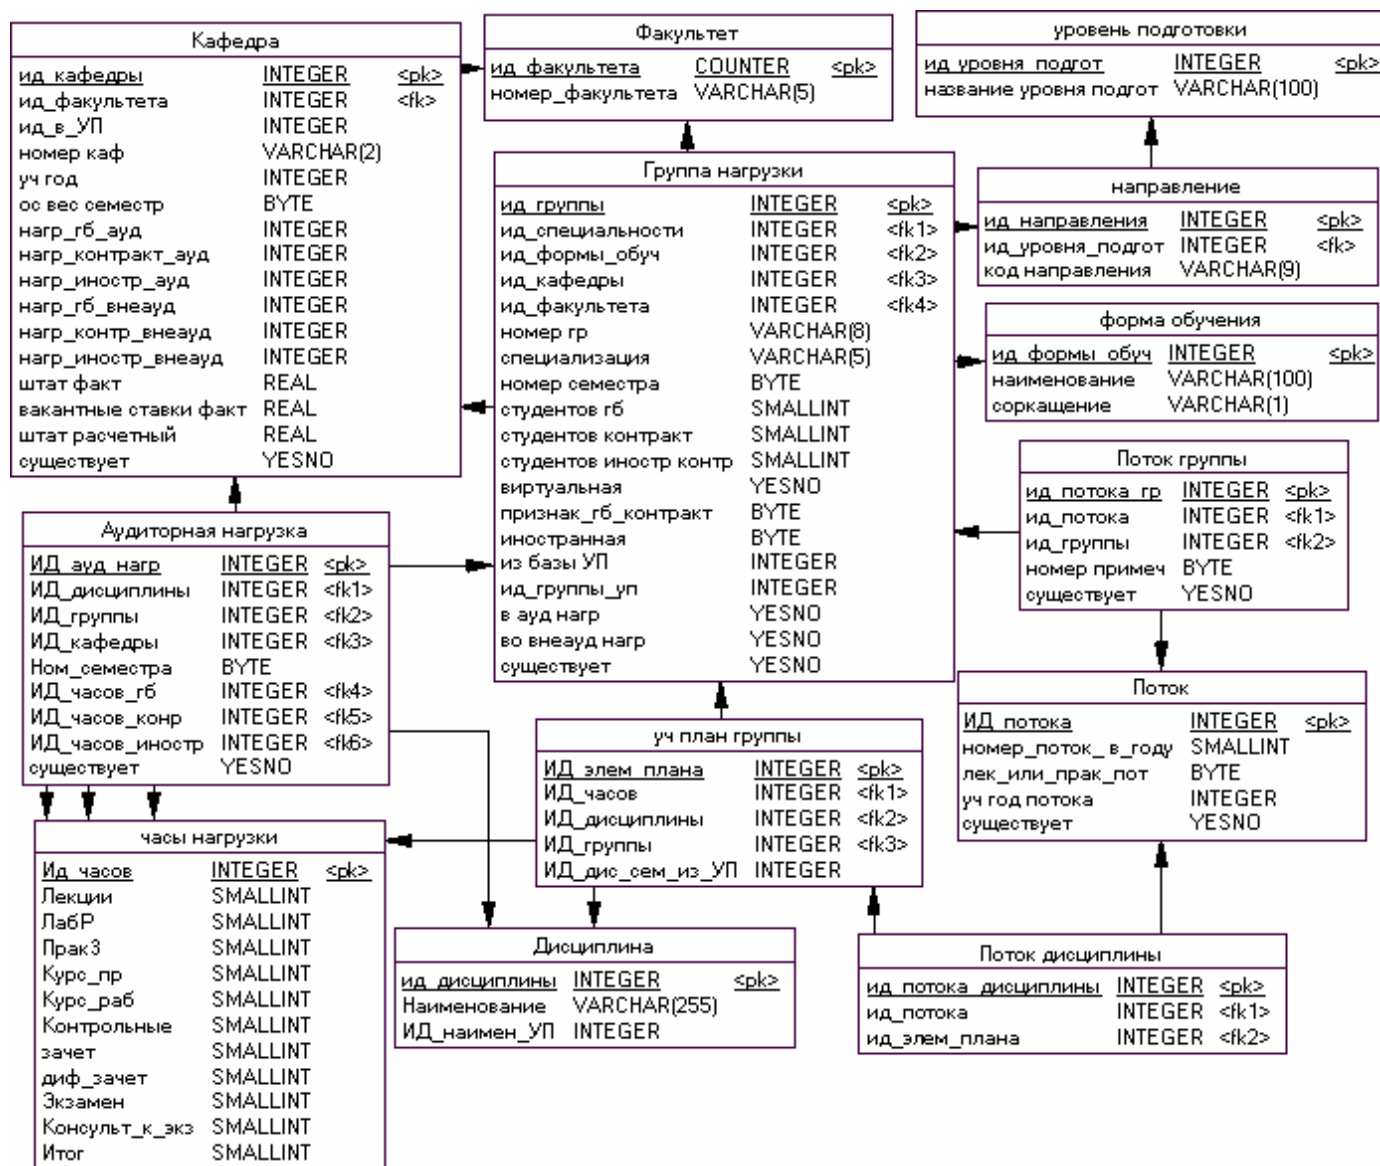 Кафедра
ид_кафедры INTEGER <pk>
ид_факультета INTEGER <fk>
ид_в_УП INTEGER
номер каф VARCHAR(2)
уч год INTEGER
ос вес семестр BYTE
нагр_гб_ауд INTEGER
нагр_контракт_ауд INTEGER
нагр_иностр_ауд INTEGER
нагр_гб_внеауд INTEGER
нагр_контр_внеауд INTEGER
нагр_иностр_внеауд INTEGER
штат факт REAL
вакантные ставки факт REAL
штат расчетный REAL
существует YESNO
Факультет
ид_факультета COUNTER <pk>
номер_факультета VARCHAR(5)
уровень подготовки
ид_уровня_подгот INTEGER <pk>
название уровня подгот VARCHAR(100)
Группа нагрузки
ид_группы INTEGER <pk>
ид_специальности INTEGER <fk1>
ид_формы_обуч INTEGER <fk2>
ид_кафедры INTEGER <fk3>
ид_факультета INTEGER <fk4>
номер гр VARCHAR(8)
специализация VARCHAR(5)
номер семестра BYTE
студентов гб SMALLINT
студентов контракт SMALLINT
студентов иностр контр SMALLINT
виртуальная YESNO
признак_гб_контракт BYTE
иностранная BYTE
из базы УП INTEGER
ид_группы_уп INTEGER
в ауд нагр YESNO
во внеауд нагр YESNO
существует YESNO
направление
ид_направления INTEGER <pk>
ид_уровня_подгот INTEGER <fk>
код направления VARCHAR(9)
форма обучения
ид_формы_обуч INTEGER <pk>
наименование VARCHAR(100)
соркащение VARCHAR(1)
Поток группы
ид_потока_гр INTEGER <pk>
ид_потока INTEGER <fk1>
ид_группы INTEGER <fk2>
номер примеч BYTE
существует YESNO
Аудиторная нагрузка
ИД_ауд_нагр INTEGER <pk>
ИД_дисциплины INTEGER <fk1>
ИД_группы INTEGER <fk2>
ИД_кафедры INTEGER <fk3>
Ном_семестра BYTE
ИД_часов_гб INTEGER <fk4>
ИД_часов_конр INTEGER <fk5>
ИД_часов_иностр INTEGER <fk6>
существует YESNO
Поток
ИД_потока INTEGER <pk>
номер_поток_ в_году SMALLINT
лек_или_прак_пот BYTE
уч год потока INTEGER
существует YESNO
уч план группы
ИД_элем_плана INTEGER <pk>
ИД_часов INTEGER <fk1>
ИД_дисциплины INTEGER <fk2>
ИД_группы INTEGER <fk3>
ИД_дис_сем_из_УП INTEGER
часы нагрузки
Ид_часов INTEGER <pk>
Лекции SMALLINT
ЛабР SMALLINT
ПракЗ SMALLINT
Курс_пр SMALLINT
Курс_раб SMALLINT
Контрольные SMALLINT
зачет SMALLINT
диф_зачет SMALLINT
Экзамен SMALLINT
Консульт_к_экз SMALLINT
Итог SMALLINT
Дисциплина
ид_дисциплины INTEGER <pk>
Наименование VARCHAR(255)
ИД_наимен_УП INTEGER
Поток дисциплины
ид_потока_дисциплины INTEGER <pk>
ид_потока INTEGER <fk1>
ид_элем_плана INTEGER <fk2>